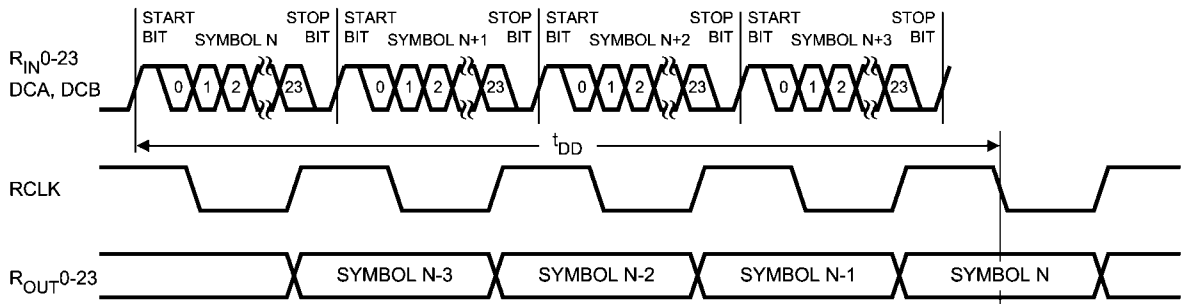 START STOP START STOP START STOP START STOP
BIT SYMBOL N BIT BIT SYMBOL N+1 BIT BIT SYMBOL N+2 BIT BIT SYMBOL N+3 BIT
RIN0-23
DCA, DCB
0 1 2 23 0 1 2 23 0 1 2 23 0 1 2 23
tDD
RCLK
ROUT0-23 SYMBOL N-3 SYMBOL N-2 SYMBOL N-1 SYMBOL N